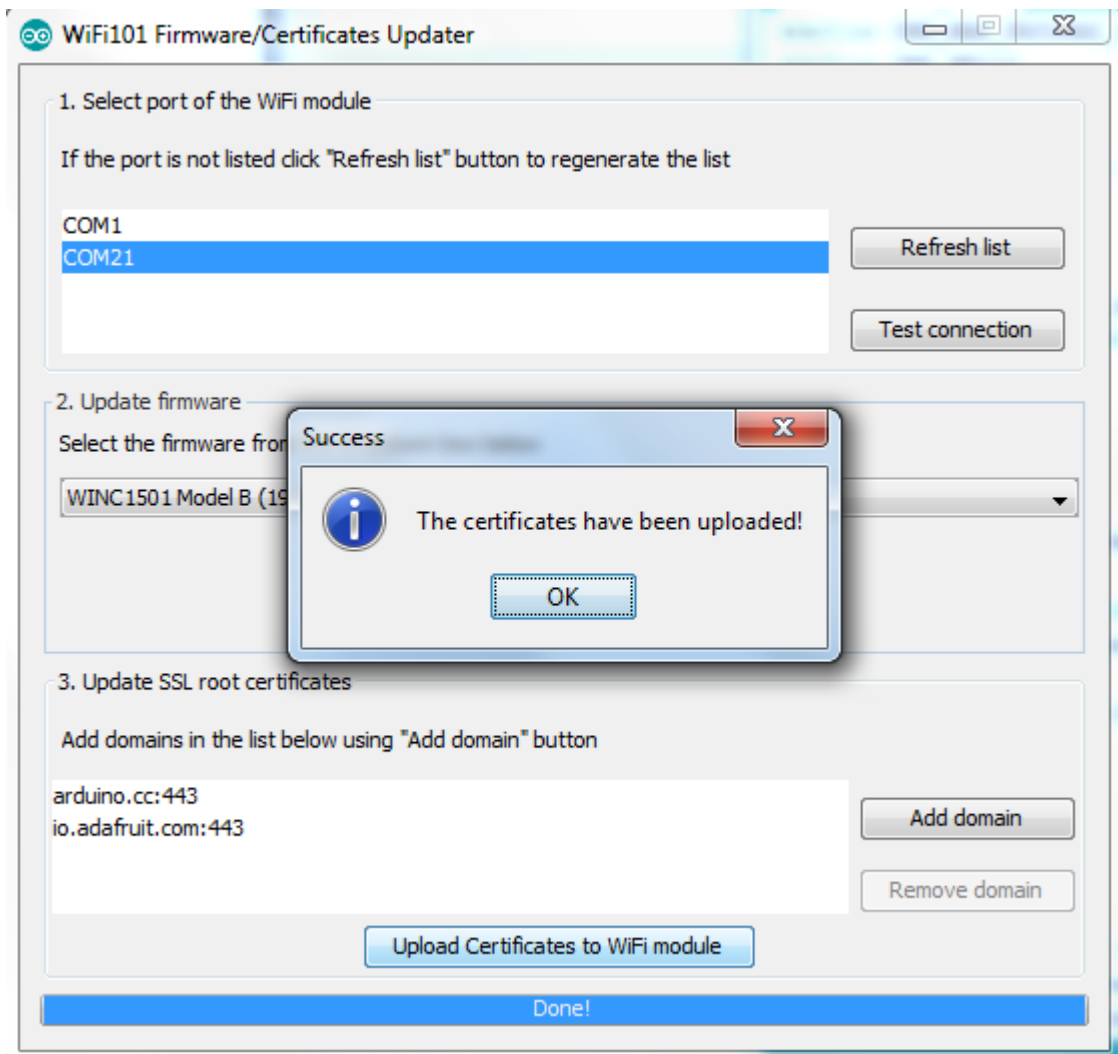 WiFi101 Firmware/Certificates Updater
1. Select port of the WiFi module
If the port is not listed click "Refresh list" button to regenerate the list
COM1
COM21
Refresh list
Test connection
2. Update firmware
Select the firmware from
WINC1501 Model B (19
Success
The certificates have been uploaded!
OK
3. Update SSL root certificates
Add domains in the list below using "Add domain" button
arduino.cc:443
io.adafruit.com:443
Add domain
Remove domain
Upload Certificates to WiFi module
Done!